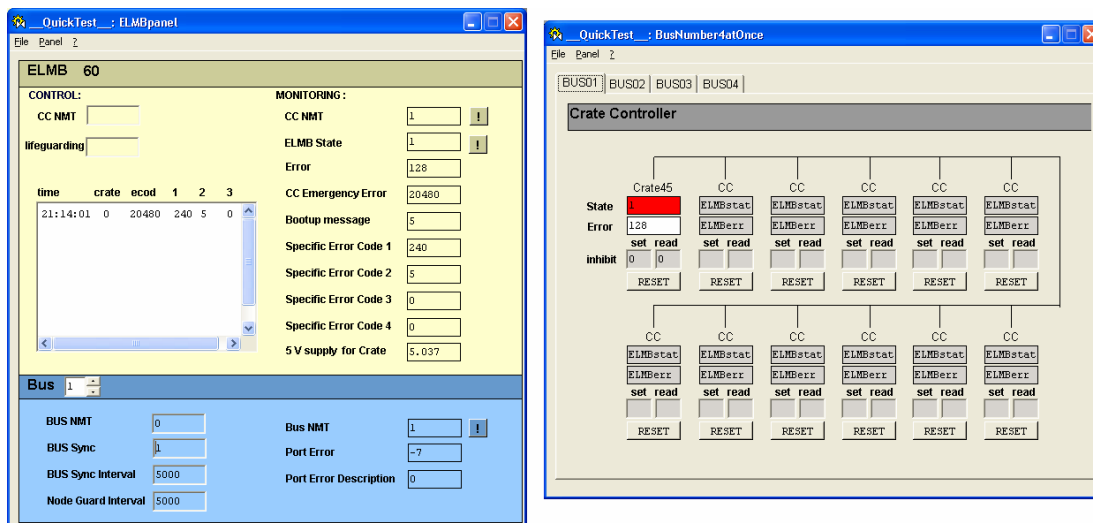 __QuickTest__: ELMBpanel
File Panel ?
ELMB 60
CONTROL:
CC NMT
lifeguarding
time crate ecod 1 2 3
21:14:01 0 20480 240 5 0
MONITORING :
CC NMT 1 !
ELMB State 1 !
Error 128
CC Emergency Error 20480
Bootup message 5
Specific Error Code 1 240
Specific Error Code 2 5
Specific Error Code 3 0
Specific Error Code 4 0
5 V supply for Crate 5.037
Bus 1
BUS NMT 0
BUS Sync 1
BUS Sync Interval 5000
Node Guard Interval 5000
Bus NMT 1 !
Port Error -7
Port Error Description 0
__QuickTest__: BusNumber4atOnce
File Panel ?
BUS01 BUS02 BUS03 BUS04
Crate Controller
Crate45 CC CC CC CC CC
State 1 ELMBstat ELMBstat ELMBstat ELMBstat ELMBstat
Error 128 ELMBerr ELMBerr ELMBerr ELMBerr ELMBerr
set read set read set read set read set read set read
inhibit 0 0
RESET RESET RESET RESET RESET RESET
CC CC CC CC CC CC
ELMBstat ELMBstat ELMBstat ELMBstat ELMBstat ELMBstat
ELMBerr ELMBerr ELMBerr ELMBerr ELMBerr ELMBerr
set read set read set read set read set read set read
RESET RESET RESET RESET RESET RESET